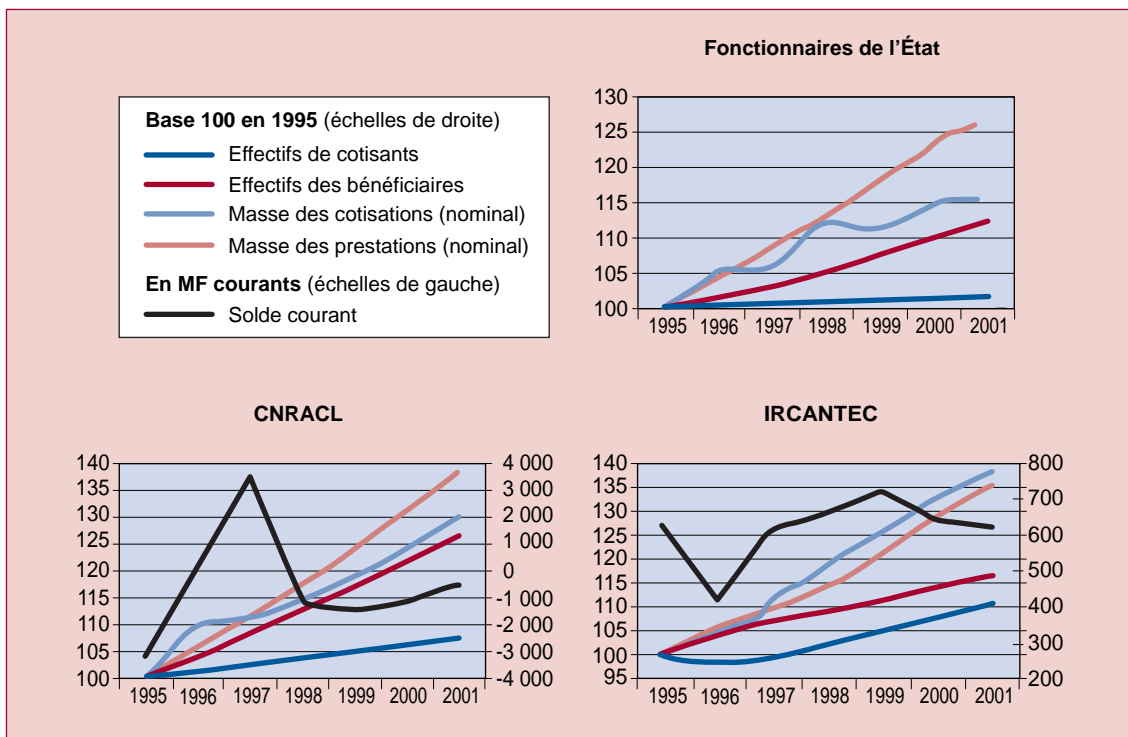 Fonctionnaires de l'État
Base 100 en 1995 (échelles de droite)
Effectifs de cotisants
Effectifs des bénéficiaires
Masse des cotisations (nominal)
Masse des prestations (nominal)
En MF courants (échelles de gauche)
Solde courant
130
125
120
115
110
105
100
1995 1996 1997 1998 1999 2000 2001
CNRACL
140 4 000
135 3 000
130 2 000
125 1 000
120 0
115 -1 000
110 -2 000
105 -3 000
100 -4 000
1995 1996 1997 1998 1999 2000 2001
IRCANTEC
140 800
135 700
130 600
125 500
120 400
115 300
110 200
105
100
95
1995 1996 1997 1998 1999 2000 2001